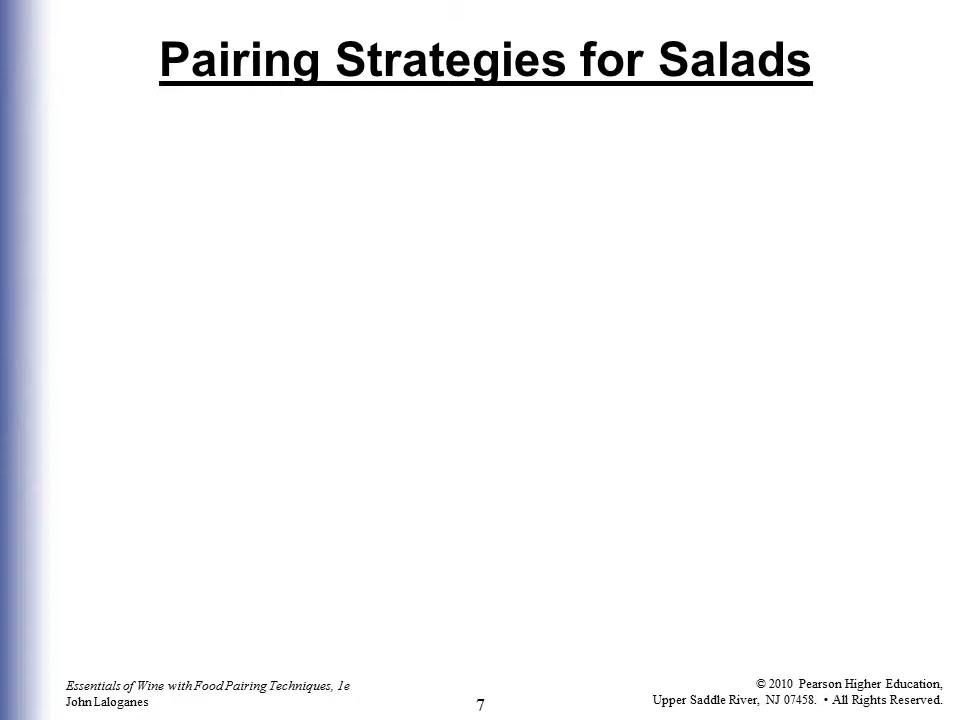 Pairing Strategies for Salads
Essentials of Wine with Food Pairing Techniques, 1e
John Laloganes
7
© 2010 Pearson Higher Education,
Upper Saddle River, NJ 07458. • All Rights Reserved.